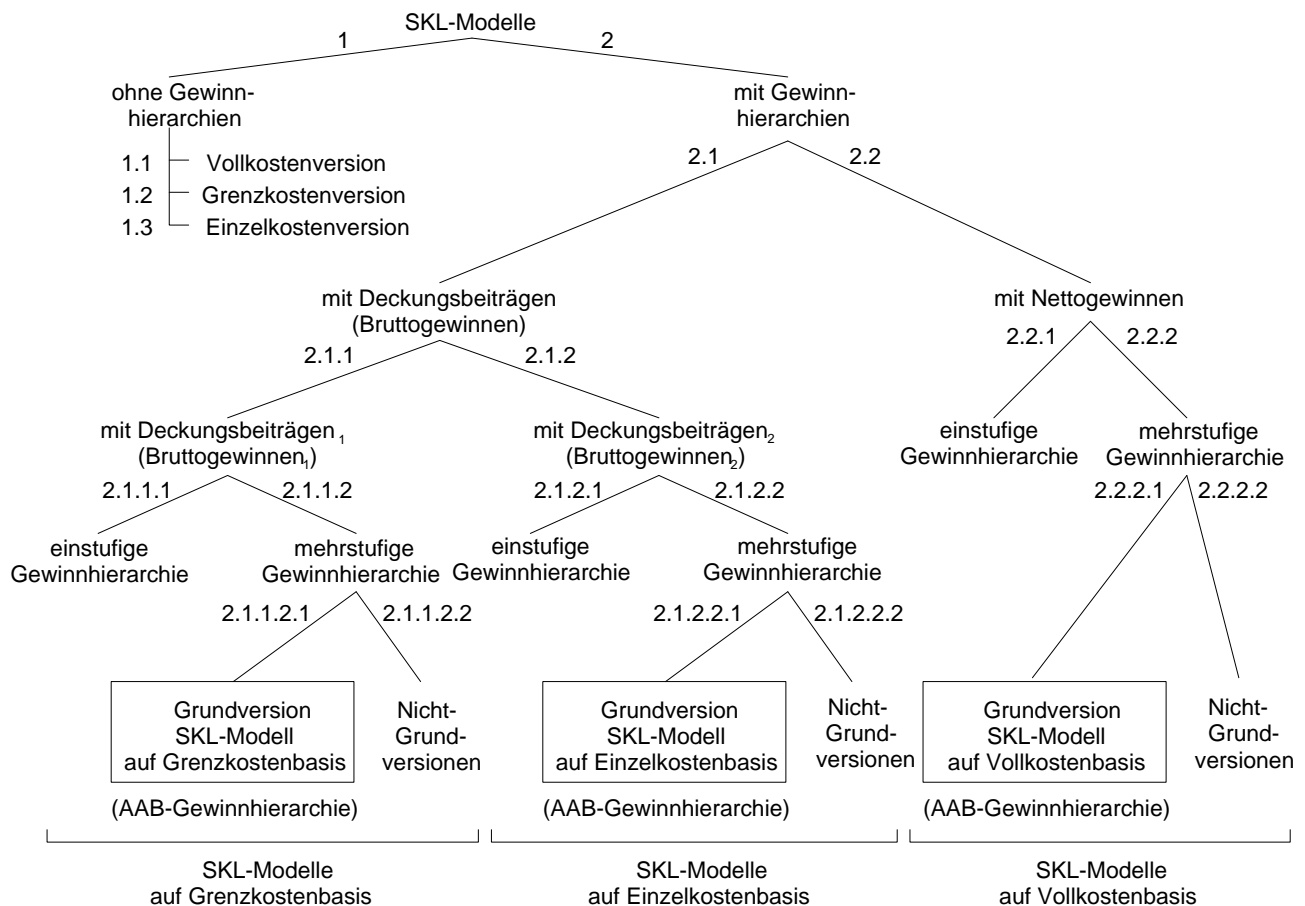 SKL-Modelle
1
2
ohne Gewinn-
hierarchien
mit Gewinn-
hierarchien
1.1 Vollkostenversion
1.2 Grenzkostenversion
1.3 Einzelkostenversion
2.1
2.2
mit Deckungsbeiträgen
(Bruttogewinnen)
mit Nettogewinnen
2.1.1
2.1.2
2.2.1
2.2.2
mit Deckungsbeiträgen₁
(Bruttogewinnen₁)
mit Deckungsbeiträgen₂
(Bruttogewinnen₂)
einstufige
Gewinnhierarchie
mehrstufige
Gewinnhierarchie
2.1.1.1
2.1.1.2
2.1.2.1
2.1.2.2
2.2.2.1
2.2.2.2
einstufige
Gewinnhierarchie
mehrstufige
Gewinnhierarchie
einstufige
Gewinnhierarchie
mehrstufige
Gewinnhierarchie
2.1.1.2.1
2.1.1.2.2
2.1.2.2.1
2.1.2.2.2
Grundversion
SKL-Modell
auf Grenzkostenbasis
Nicht-
Grund-
versionen
Grundversion
SKL-Modell
auf Einzelkostenbasis
Nicht-
Grund-
versionen
Grundversion
SKL-Modell
auf Vollkostenbasis
Nicht-
Grund-
versionen
(AAB-Gewinnhierarchie)
(AAB-Gewinnhierarchie)
(AAB-Gewinnhierarchie)
SKL-Modelle
auf Grenzkostenbasis
SKL-Modelle
auf Einzelkostenbasis
SKL-Modelle
auf Vollkostenbasis